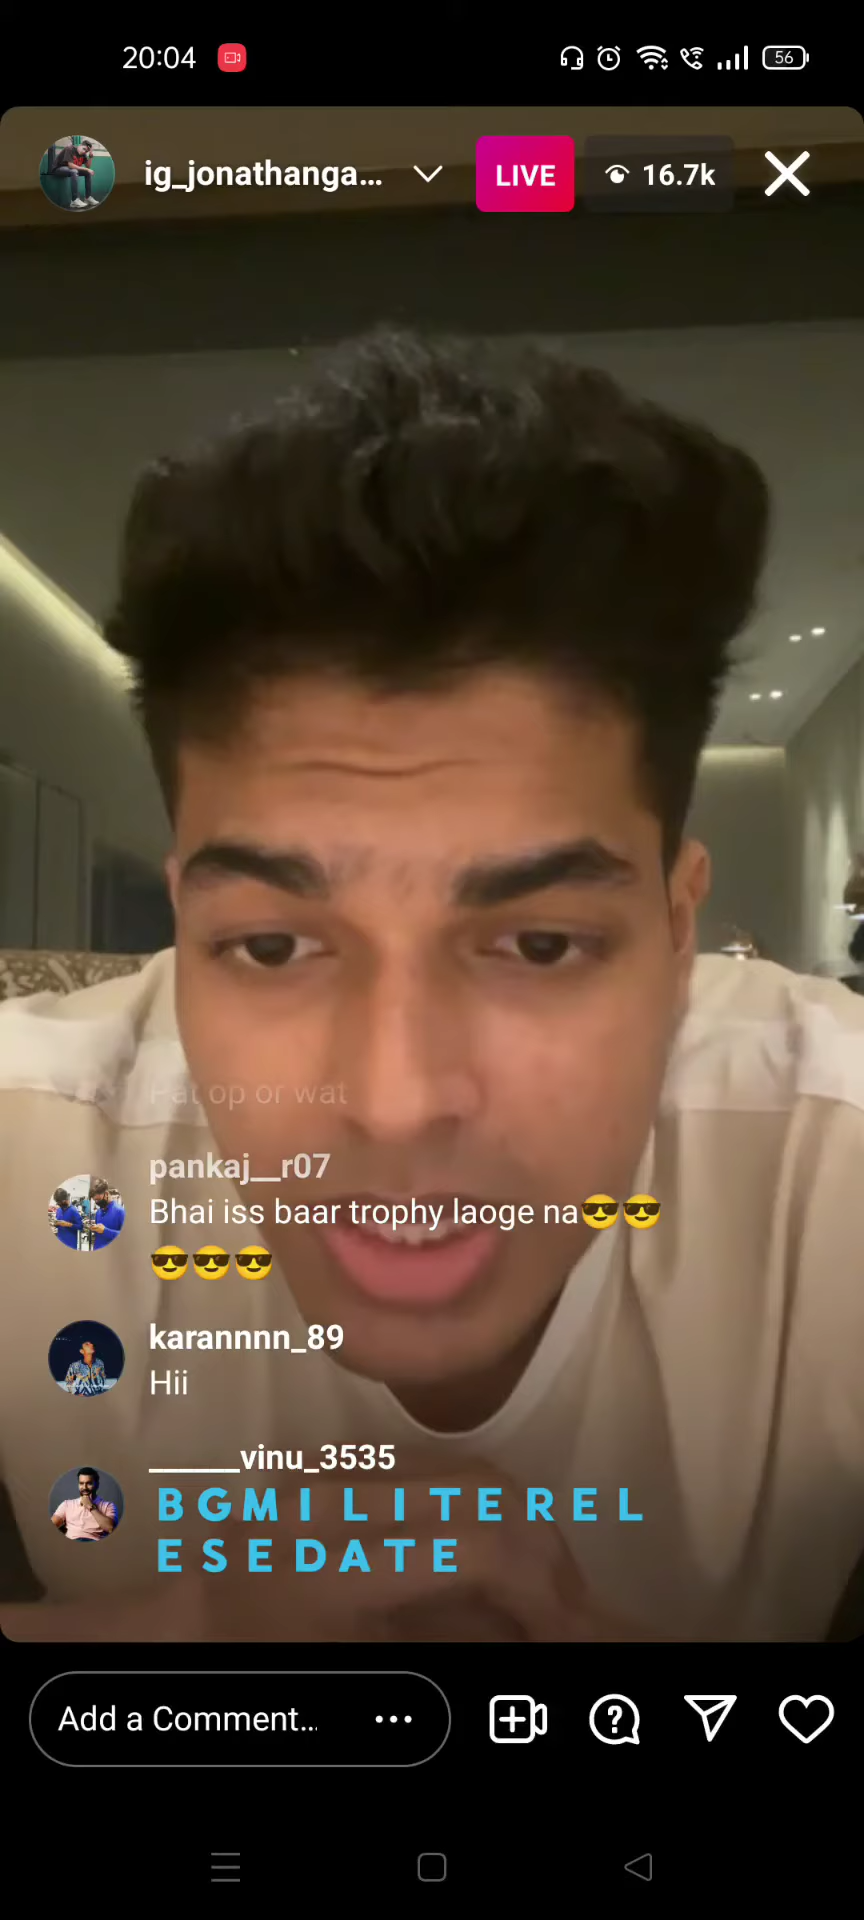 20:04
56
ig_jonathanga...
LIVE
16.7k
Pat op or wat
pankaj__r07
Bhai iss baar trophy laoge na😎😎
😎😎😎
karannnn_89
Hii
______vinu_3535
B G M I L I T E R E L
E S E D A T E
Add a Comment...